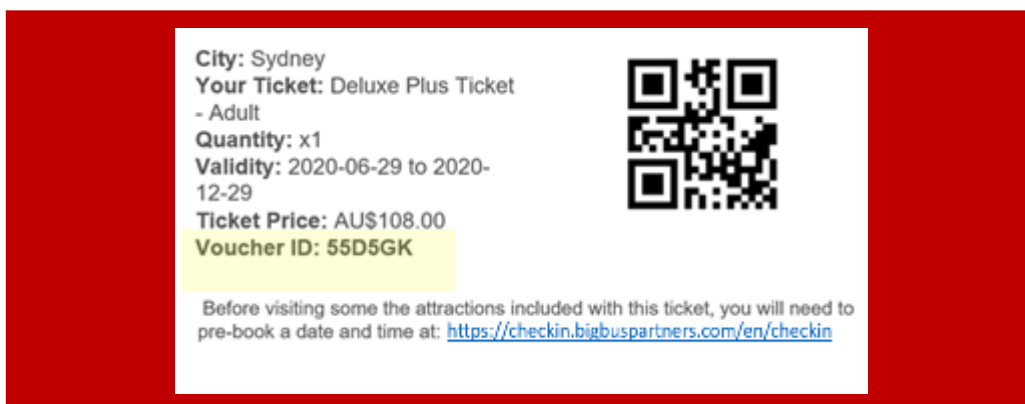 City: Sydney
Your Ticket: Deluxe Plus Ticket
- Adult
Quantity: x1
Validity: 2020-06-29 to 2020-
12-29
Ticket Price: AU$108.00
Voucher ID: 55D5GK
Before visiting some the attractions included with this ticket, you will need to
pre-book a date and time at: https://checkin.bigbuspartners.com/en/checkin